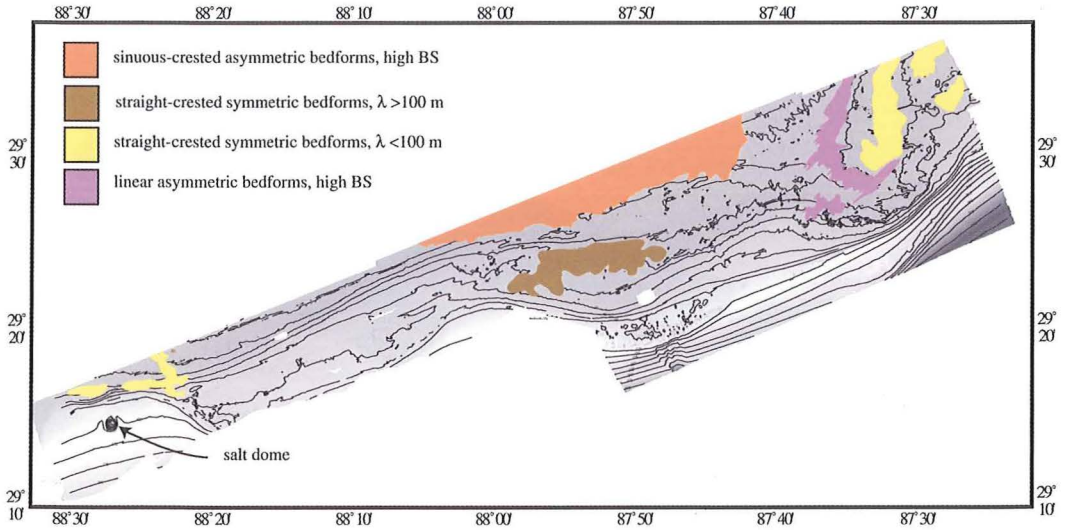 88° 30' 88° 20' 88° 10' 88° 00' 87° 50' 87° 40' 87° 30'
sinuous-crested asymmetric bedforms, high BS
straight-crested symmetric bedforms, λ >100 m
straight-crested symmetric bedforms, λ <100 m
linear asymmetric bedforms, high BS
29° 29°
30' 30'
29° 29°
20' 20'
salt dome
29° 29°
10' 10'
88° 30' 88° 20' 88° 10' 88° 00' 87° 50' 87° 40' 87° 30'